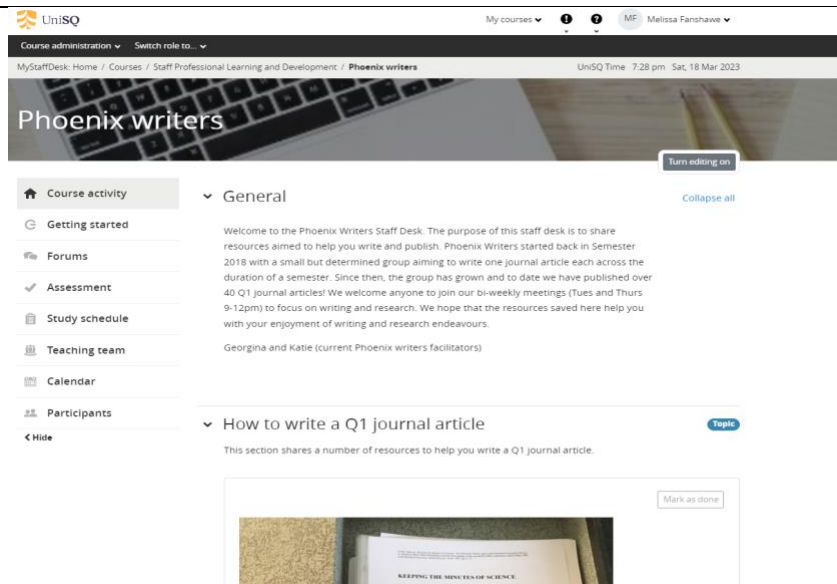 UniSQ
My courses
MF Melissa Fanshawe
Course administration Switch role to...
MyStaffDesk: Home / Courses / Staff Professional Learning and Development / Phoenix writers
UniSQ Time 7:28 pm Sat, 18 Mar 2023
Phoenix writers
Turn editing on
Course activity
Getting started
Forums
Assessment
Study schedule
Teaching team
Calendar
Participants
Hide
General
Collapse all
Welcome to the Phoenix Writers Staff Desk. The purpose of this staff desk is to share
resources aimed to help you write and publish. Phoenix Writers started back in Semester
2018 with a small but determined group aiming to write one journal article each across the
duration of a semester. Since then, the group has grown and to date we have published over
40 Q1 journal articles! We welcome anyone to join our bi-weekly meetings (Tues and Thurs
9-12pm) to focus on writing and research. We hope that the resources saved here help you
with your enjoyment of writing and research endeavours.
Georgina and Katie (current Phoenix writers facilitators)
How to write a Q1 journal article
Topic
This section shares a number of resources to help you write a Q1 journal article.
Mark as done
KEEPING THE MINUTES OF SCIENCE